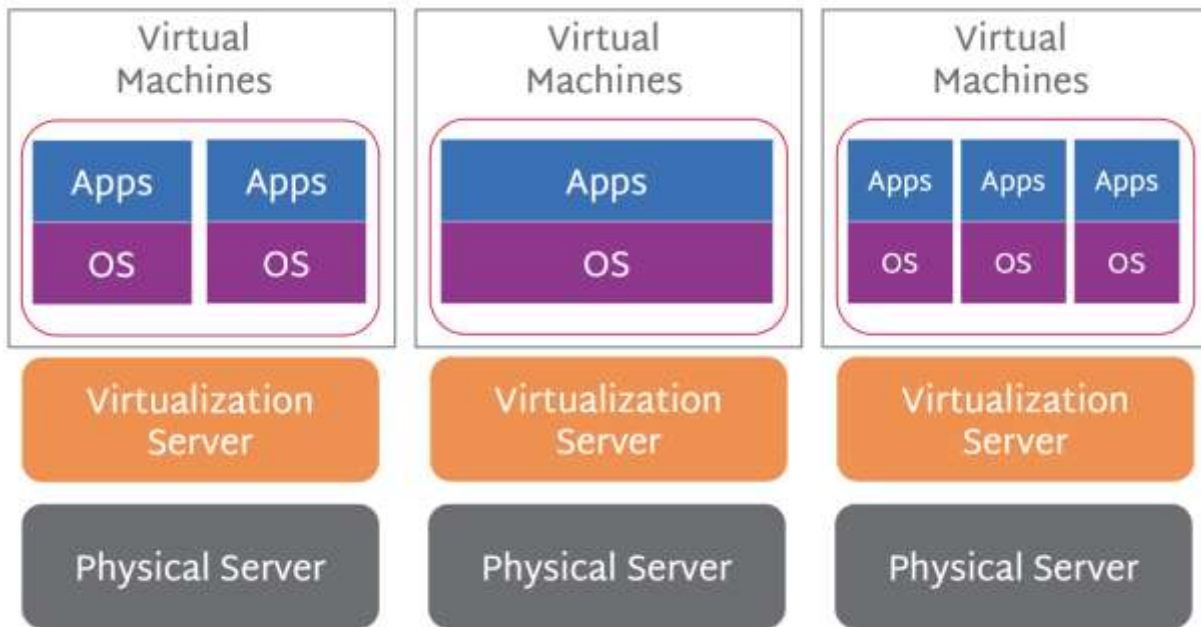 Virtual
Machines
Apps
Apps
OS
OS
Virtualization
Server
Physical Server
Virtual
Machines
Apps
OS
Virtualization
Server
Physical Server
Virtual
Machines
Apps
Apps
Apps
OS
OS
OS
Virtualization
Server
Physical Server